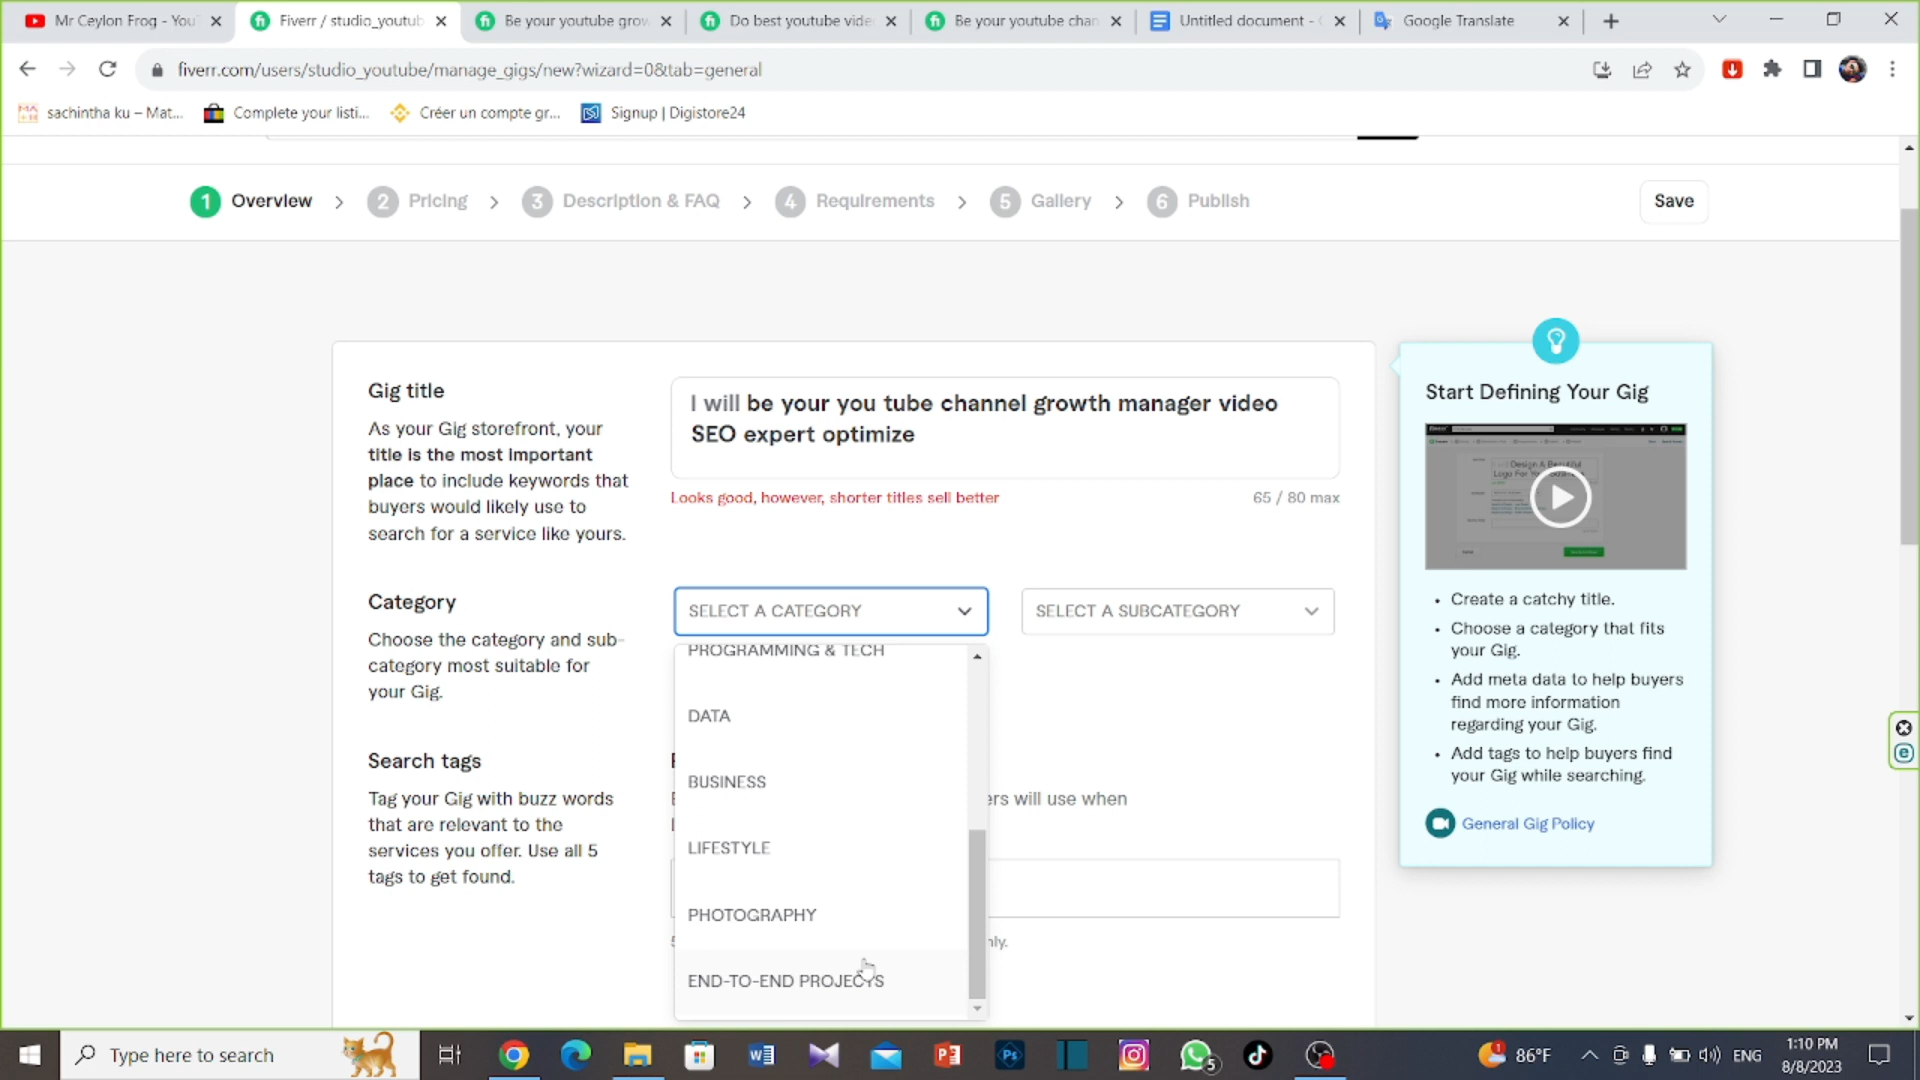 Mr Ceylon Frog - You
Fiverr / studio_youtub
Be your youtube grow
Do best youtube vide
Be your youtube chan
Untitled document -
Google Translate
fiverr.com/users/studio_youtube/manage_gigs/new?wizard=0&tab=general
sachintha ku – Mat...
Complete your listi...
Créer un compte gr...
Signup | Digistore24
1 Overview
2 Pricing
3 Description & FAQ
4 Requirements
5 Gallery
6 Publish
Save
Gig title
As your Gig storefront, your
title is the most important
place to include keywords that
buyers would likely use to
search for a service like yours.
I will be your you tube channel growth manager video
SEO expert optimize
Looks good, however, shorter titles sell better
65 / 80 max
Category
Choose the category and sub-
category most suitable for
your Gig.
SELECT A CATEGORY
SELECT A SUBCATEGORY
PROGRAMMING & TECH
DATA
BUSINESS
LIFESTYLE
PHOTOGRAPHY
END-TO-END PROJECTS
Search tags
Tag your Gig with buzz words
that are relevant to the
services you offer. Use all 5
tags to get found.
will use when
Start Defining Your Gig
Design A Beautiful
Logo For You
• Create a catchy title.
• Choose a category that fits
your Gig.
• Add meta data to help buyers
find more information
regarding your Gig.
• Add tags to help buyers find
your Gig while searching.
General Gig Policy
Type here to search
5
1
86°F
ENG
1:10 PM
8/8/2023